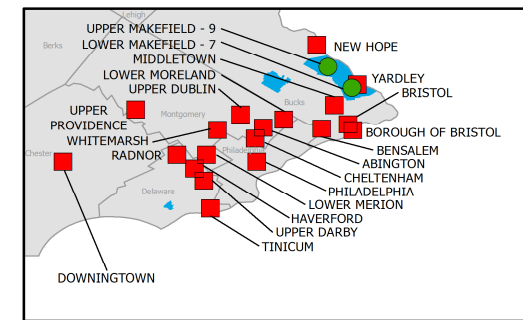 Lehigh
UPPER MAKEFIELD - 9
Berks
LOWER MAKEFIELD - 7
NEW HOPE
MIDDLETOWN
LOWER MORELAND
YARDLEY
UPPER DUBLIN
BRISTOL
Bucks
UPPER
PROVIDENCE
Montgomery
BOROUGH OF BRISTOL
WHITEMARSH
BENSALEM
Chester
RADNOR
Philadelphia
ABINGTON
CHELTENHAM
PHILADELPHIA
Delaware
LOWER MERION
HAVERFORD
UPPER DARBY
TINICUM
DOWNINGTOWN